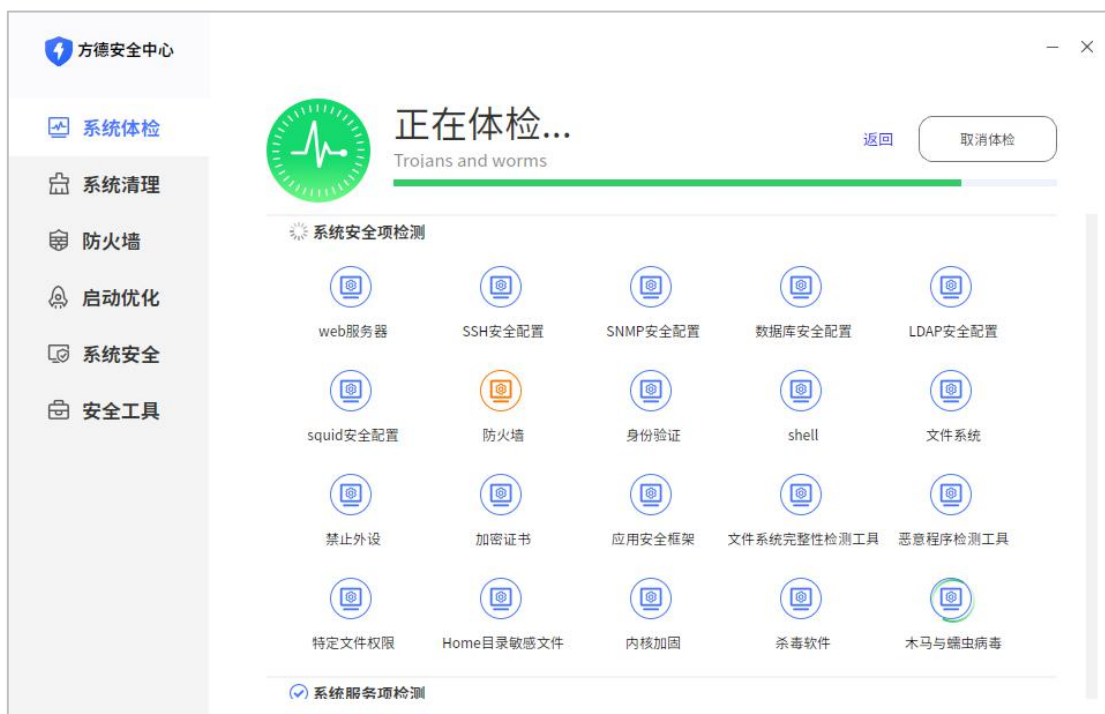 方德安全中心
系统体检
系统清理
防火墙
启动优化
系统安全
安全工具
正在体检...
Trojans and worms
返回
取消体检
系统安全项检测
web服务器 SSH安全配置 SNMP安全配置 数据库安全配置 LDAP安全配置
squid安全配置 防火墙 身份验证 shell 文件系统
禁止外设 加密证书 应用安全框架 文件系统完整性检测工具 恶意程序检测工具
特定文件权限 Home目录敏感文件 内核加固 杀毒软件 木马与蠕虫病毒
系统服务项检测